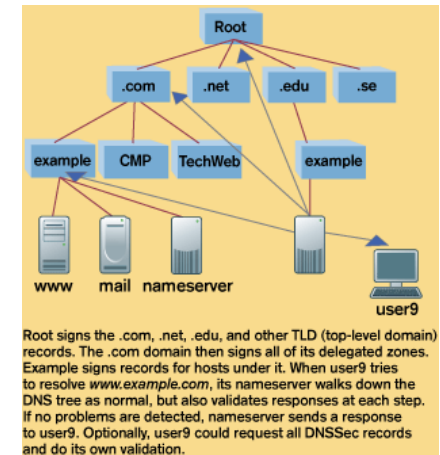 Root
.com
.net
.edu
.se
example
CMP
TechWeb
example
www
mail
nameserver
user9
Root signs the .com, .net, .edu, and other TLD (top-level domain)
records. The .com domain then signs all of its delegated zones.
Example signs records for hosts under it. When user9 tries
to resolve www.example.com, its nameserver walks down the
DNS tree as normal, but also validates responses at each step.
If no problems are detected, nameserver sends a response
to user9. Optionally, user9 could request all DNSSec records
and do its own validation.